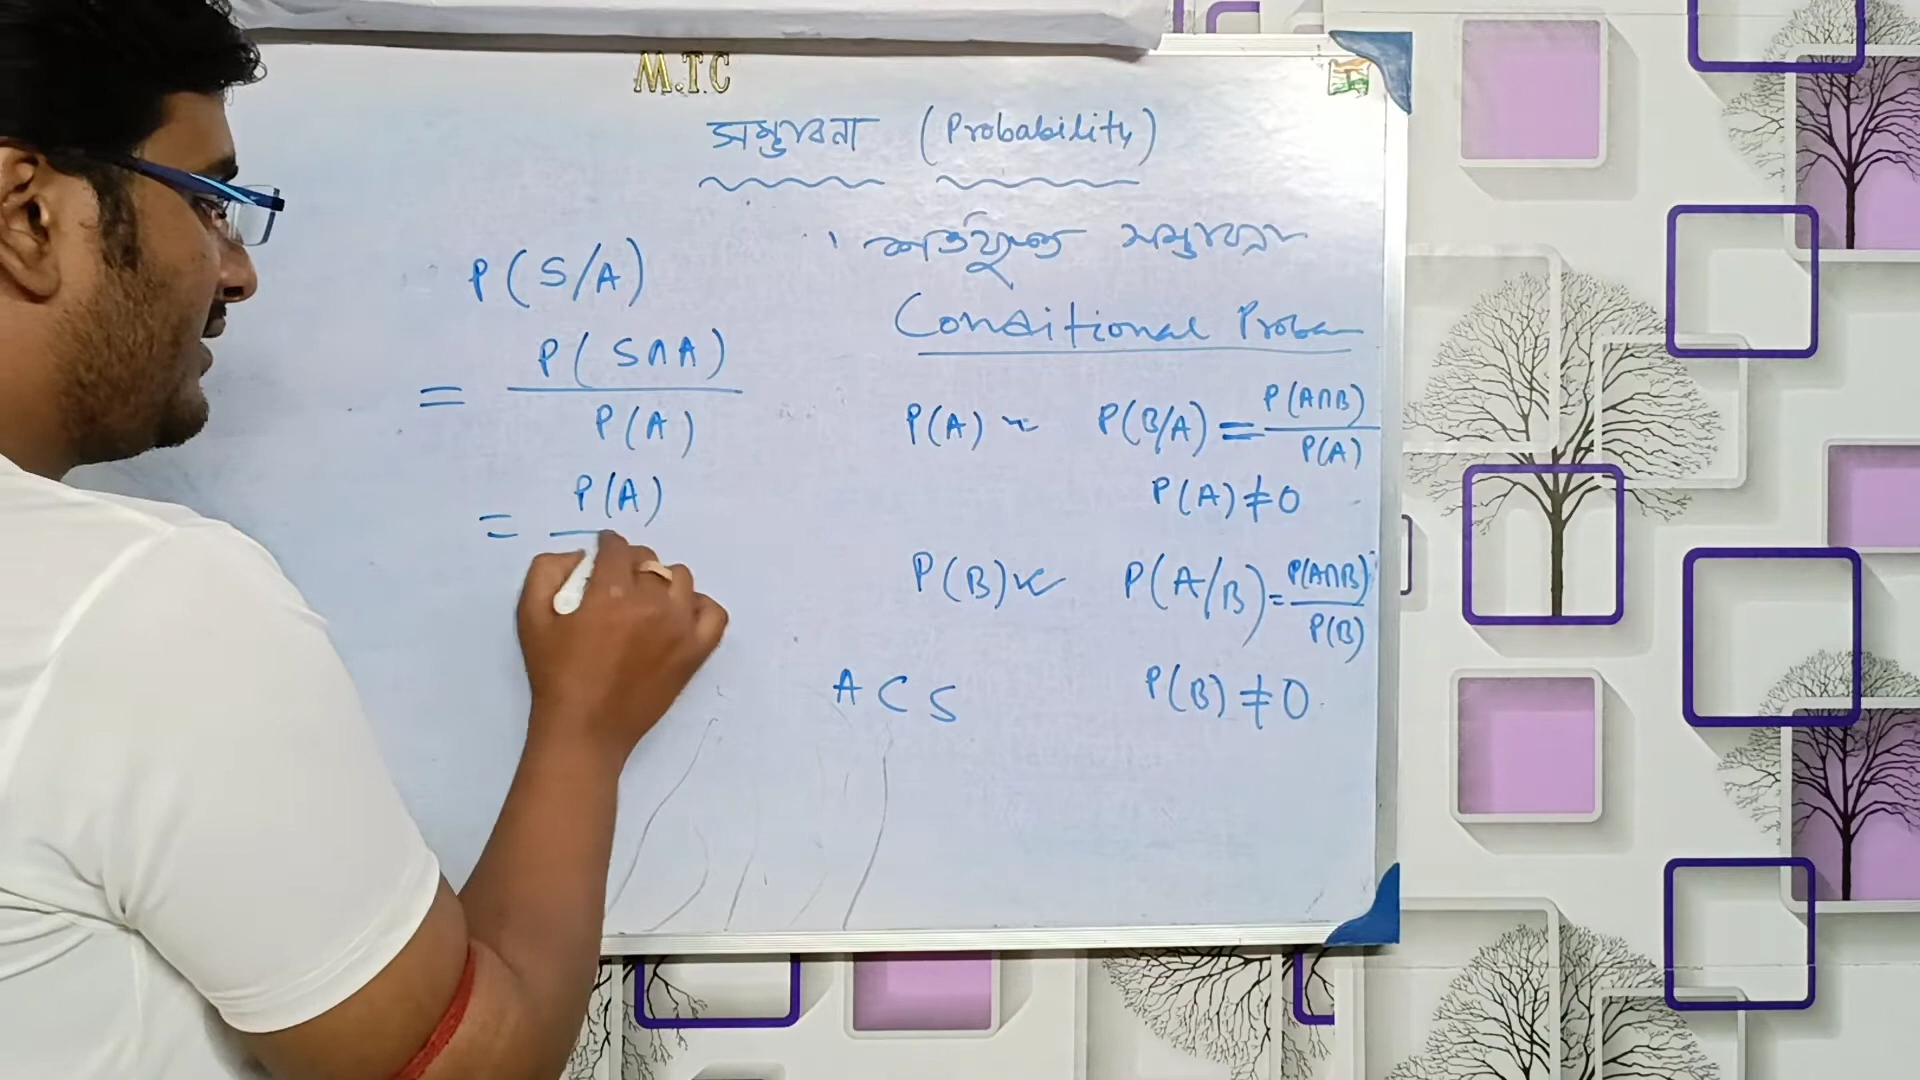 M.T.C
সম্ভাবনা (Probability)
শর্তযুক্ত সম্ভাবনা
Conditional Proba
P(S/A)
= P(S∩A) / P(A)
= P(A)
P(A) P(B/A) = P(A∩B) / P(A)
P(A) ≠ 0
P(B) P(A/B) = P(A∩B) / P(B)
A ⊂ S
P(B) ≠ 0.